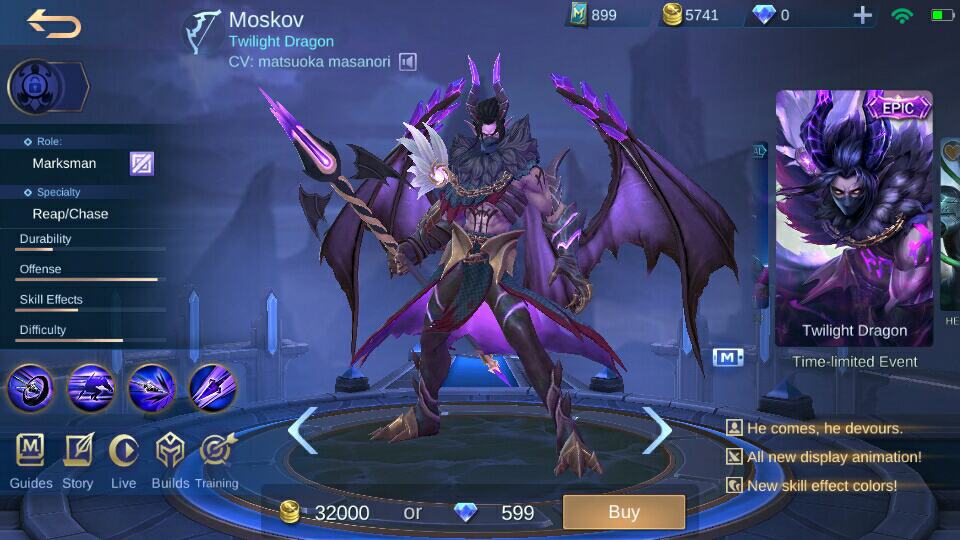 Moskov
Twilight Dragon
CV: matsuoka masanori
M 899
5741
0
Role:
Marksman
Specialty
Reap/Chase
Durability
Offense
Skill Effects
Difficulty
Guides
Story
Live
Builds
Training
EPIC
Twilight Dragon
Time-limited Event
M
HE
He comes, he devours.
All new display animation!
New skill effect colors!
32000 or 599
Buy